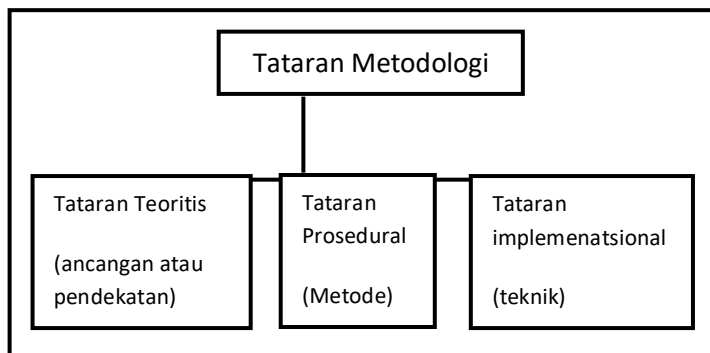 Tataran Metodologi
Tataran Teoritis
(ancangan atau
pendekatan)
Tataran
Prosedural
(Metode)
Tataran
implemenatsional
(teknik)